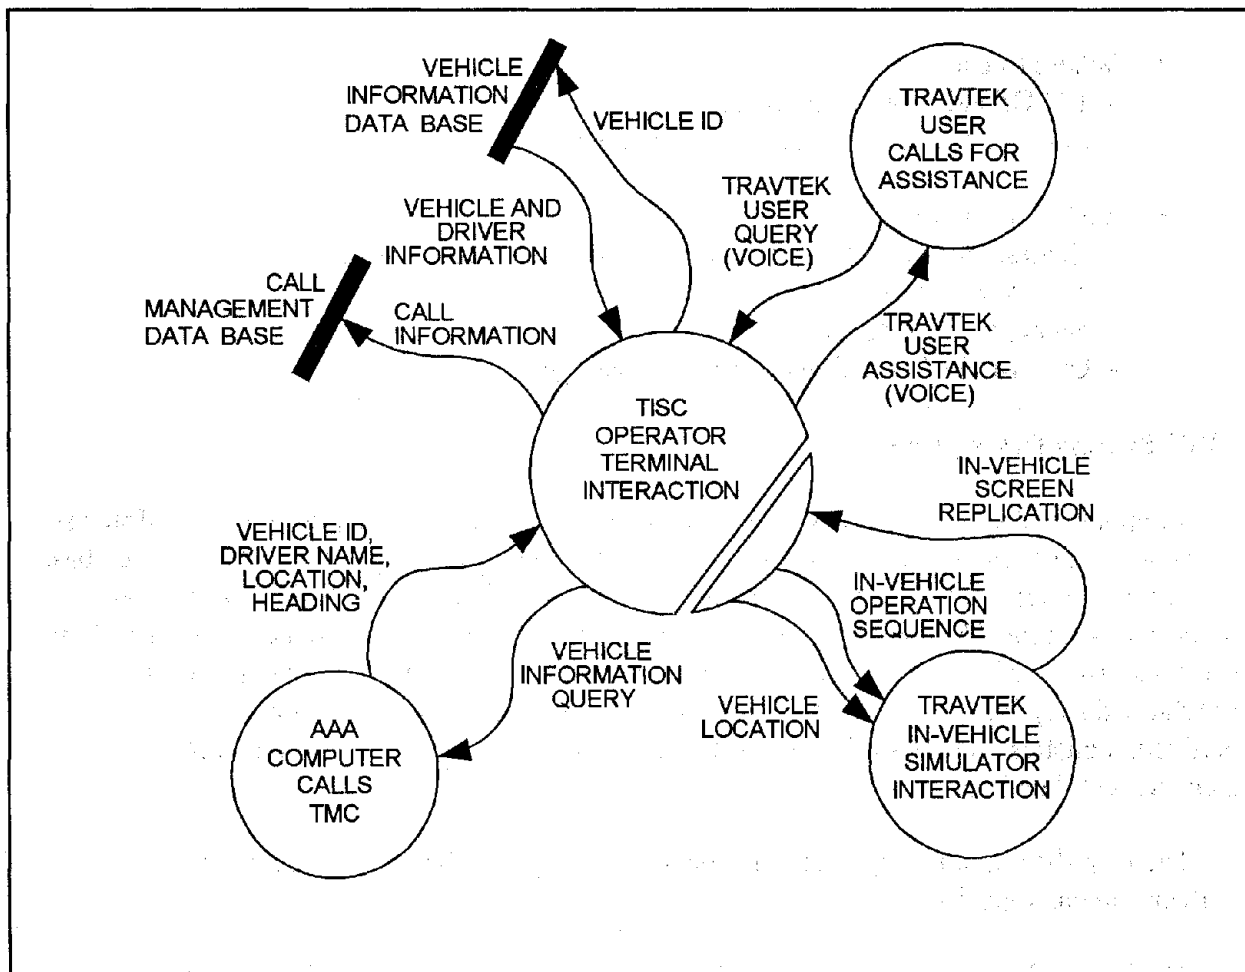 VEHICLE
INFORMATION
DATA BASE
VEHICLE ID
TRAVTEK
USER
CALLS FOR
ASSISTANCE
VEHICLE AND
DRIVER
INFORMATION
TRAVTEK
USER
QUERY
(VOICE)
CALL
MANAGEMENT
DATA BASE
CALL
INFORMATION
TRAVTEK
USER
ASSISTANCE
(VOICE)
TISC
OPERATOR
TERMINAL
INTERACTION
IN-VEHICLE
SCREEN
REPLICATION
VEHICLE ID,
DRIVER NAME,
LOCATION,
HEADING
IN-VEHICLE
OPERATION
SEQUENCE
VEHICLE
INFORMATION
QUERY
VEHICLE
LOCATION
AAA
COMPUTER
CALLS
TMC
TRAVTEK
IN-VEHICLE
SIMULATOR
INTERACTION